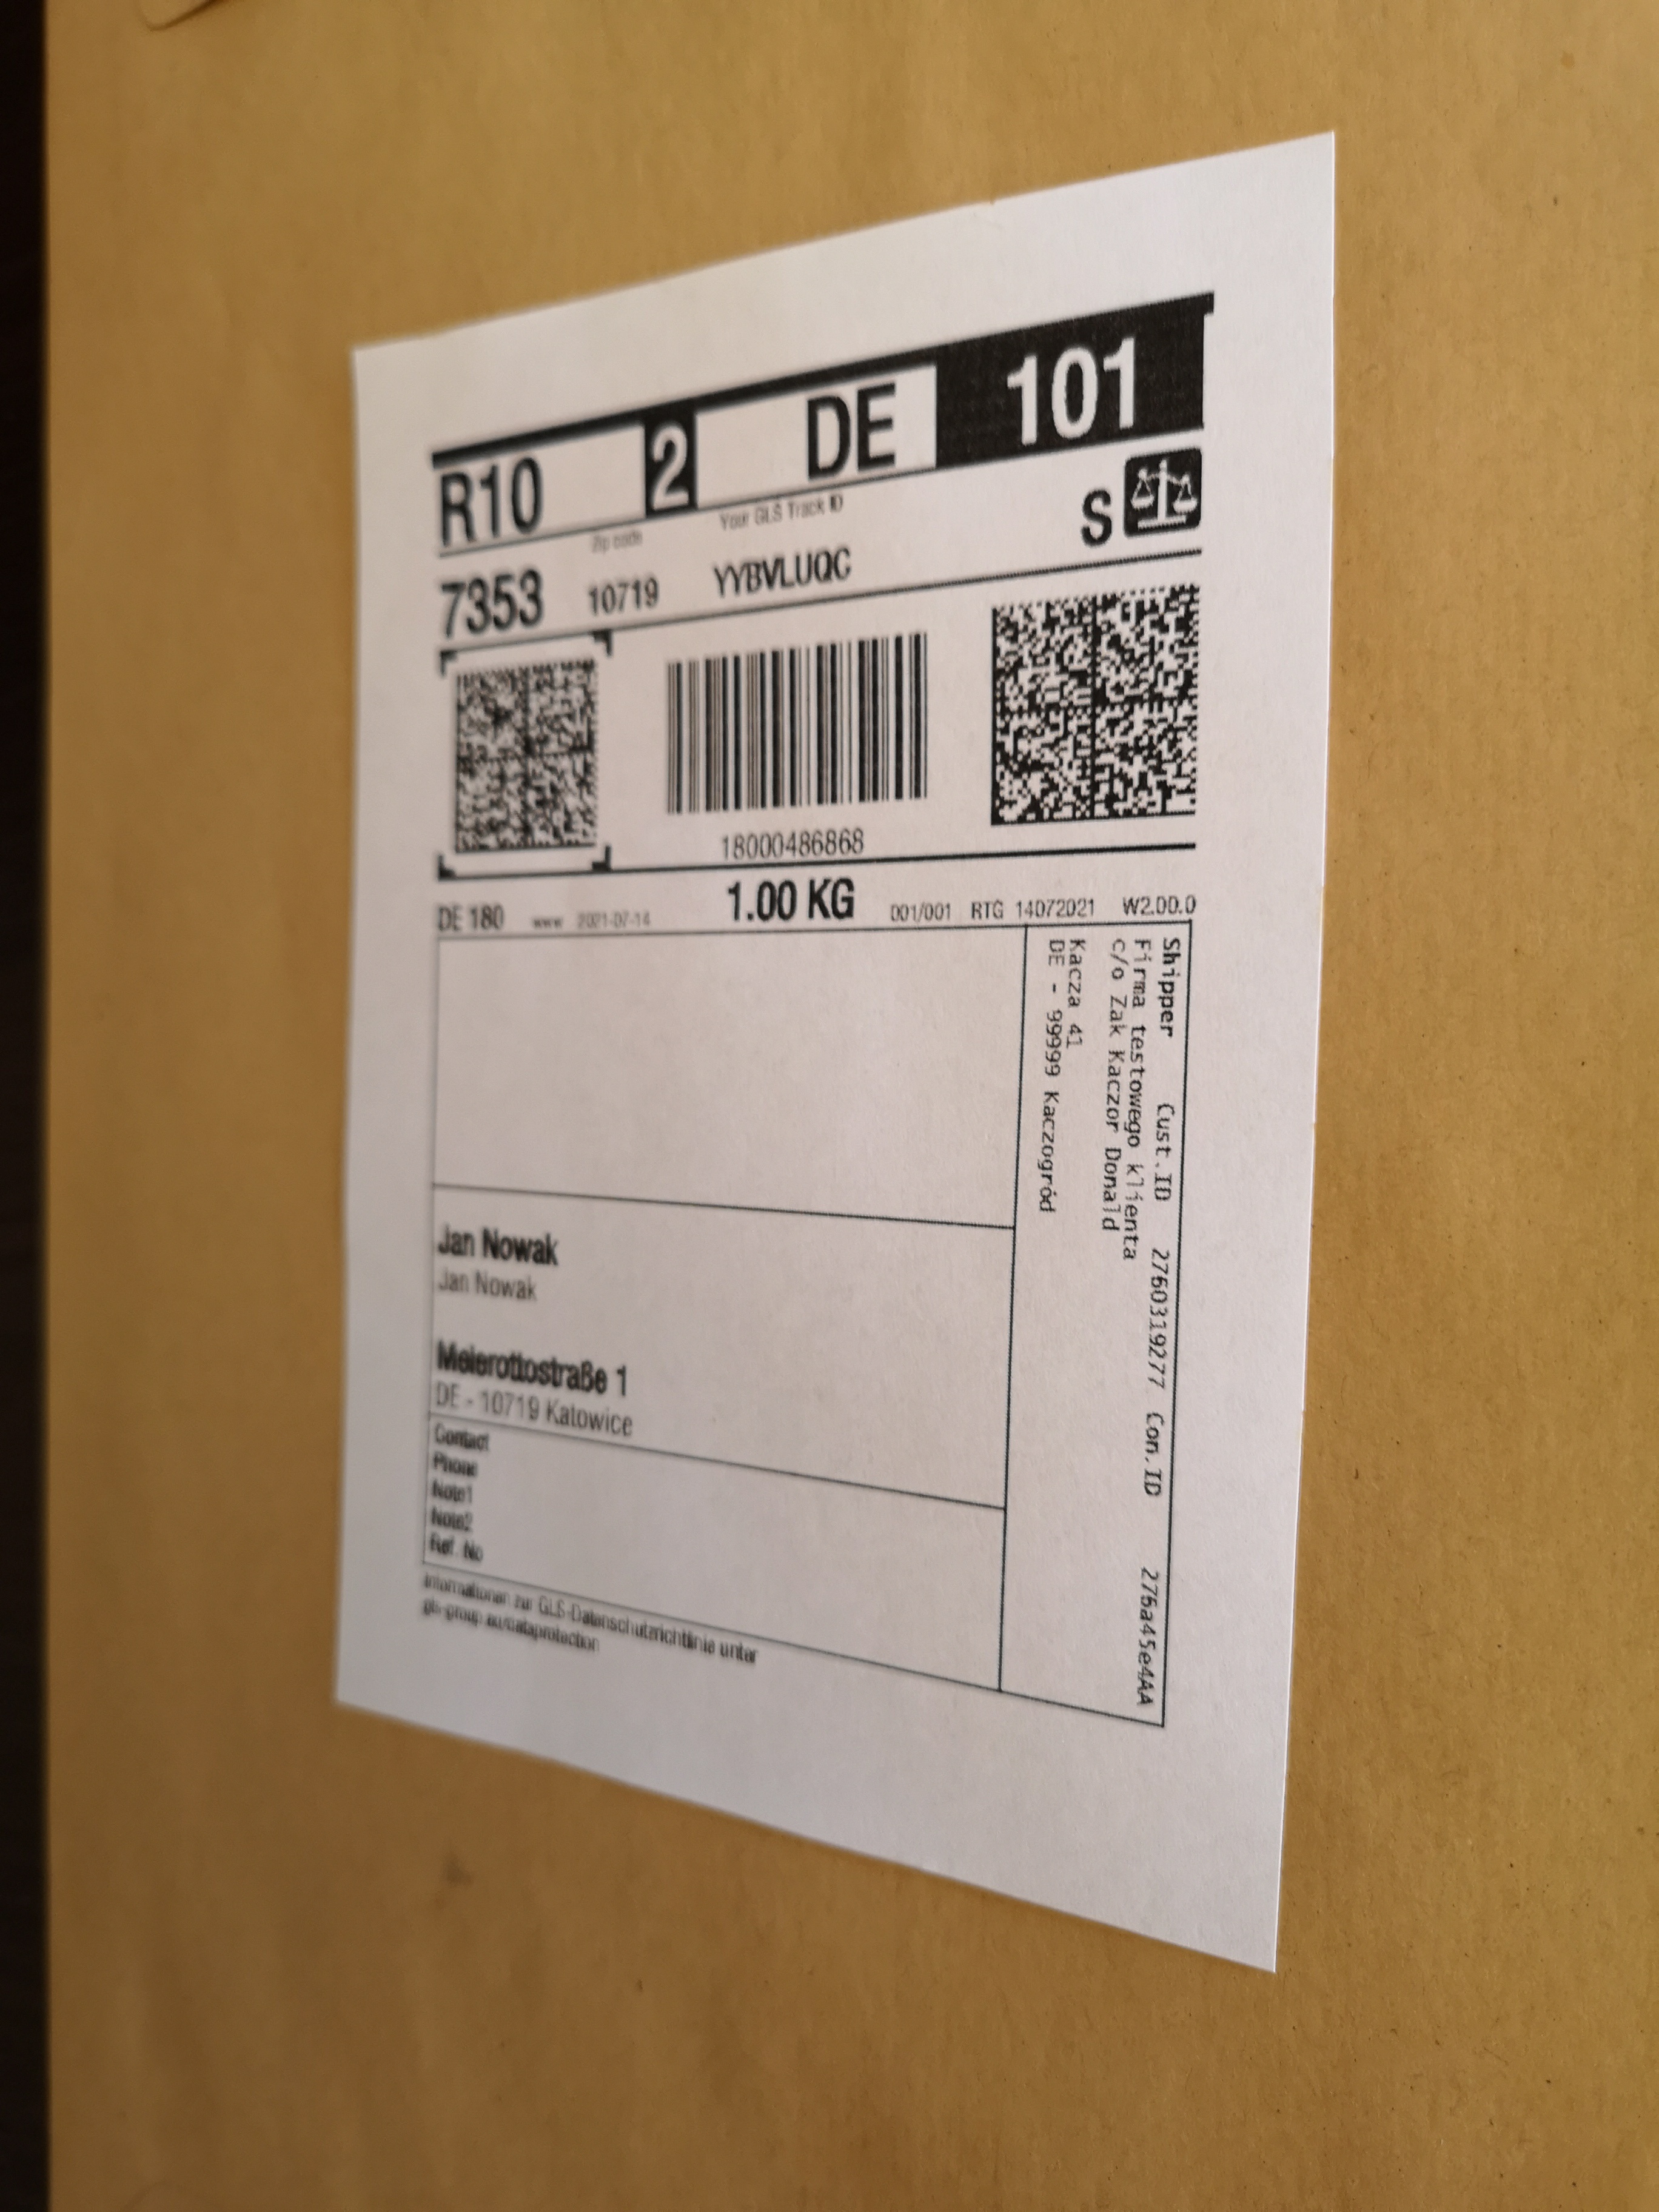 R10 2 DE 101
Zip code Your GLS Track ID
7353 10719 YYBVLUQC S
18000486868
DE 180 www 2021-07-14 1.00 KG 001/001 RTG 14072021 W2.00.0
Shipper Cust.ID 2760319277 Con.ID 276a45e4AA
Firma testowego klienta
c/o Zak Kaczor Donald
Kacza 41
DE - 99999 Kaczogród
Jan Nowak
Jan Nowak
Meierottostraße 1
DE - 10719 Katowice
Contact
Phone
Note1
Note2
Ref. No
Informationen zur GLS-Datenschutzrichtlinie unter
gls-group.eu/dataprotection